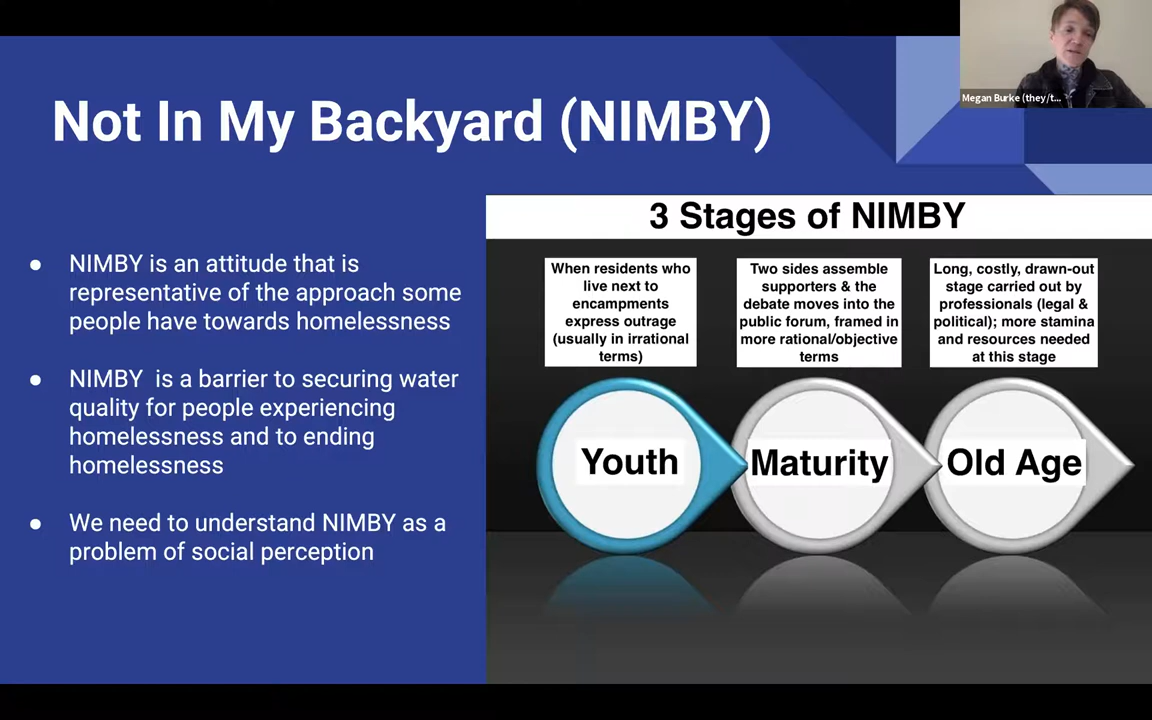 Megan Burke (they/t...
Not In My Backyard (NIMBY)
● NIMBY is an attitude that is
representative of the approach some
people have towards homelessness
● NIMBY  is a barrier to securing water
quality for people experiencing
homelessness and to ending
homelessness
● We need to understand NIMBY as a
problem of social perception
3 Stages of NIMBY
When residents who
live next to
encampments
express outrage
(usually in irrational
terms)
Two sides assemble
supporters & the
debate moves into the
public forum, framed in
more rational/objective
terms
Long, costly, drawn-out
stage carried out by
professionals (legal &
political); more stamina
and resources needed
at this stage
Youth
Maturity
Old Age